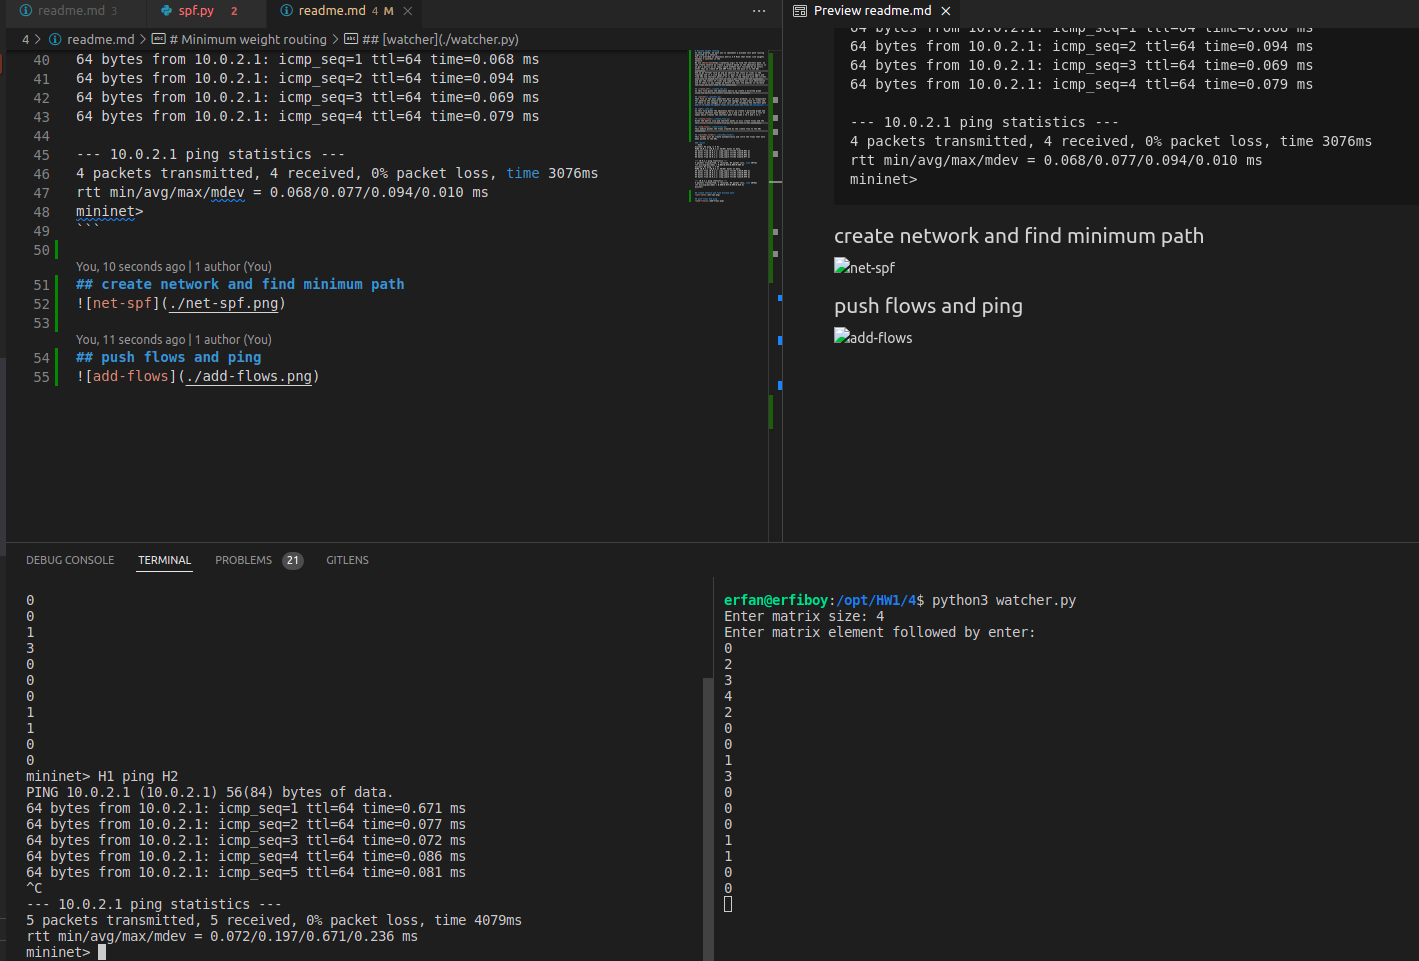 readme.md 3
spf.py 2
readme.md 4 M
Preview readme.md
4 > readme.md > # Minimum weight routing > ## [watcher](./watcher.py)
40 64 bytes from 10.0.2.1: icmp_seq=1 ttl=64 time=0.068 ms
41 64 bytes from 10.0.2.1: icmp_seq=2 ttl=64 time=0.094 ms
42 64 bytes from 10.0.2.1: icmp_seq=3 ttl=64 time=0.069 ms
43 64 bytes from 10.0.2.1: icmp_seq=4 ttl=64 time=0.079 ms
44
45 --- 10.0.2.1 ping statistics ---
46 4 packets transmitted, 4 received, 0% packet loss, time 3076ms
47 rtt min/avg/max/mdev = 0.068/0.077/0.094/0.010 ms
48 mininet>
49 ```
50
You, 10 seconds ago | 1 author (You)
51 ## create network and find minimum path
52 ![net-spf](./net-spf.png)
53
You, 11 seconds ago | 1 author (You)
54 ## push flows and ping
55 ![add-flows](./add-flows.png)
64 bytes from 10.0.2.1: icmp_seq=1 ttl=64 time=0.068 ms
64 bytes from 10.0.2.1: icmp_seq=2 ttl=64 time=0.094 ms
64 bytes from 10.0.2.1: icmp_seq=3 ttl=64 time=0.069 ms
64 bytes from 10.0.2.1: icmp_seq=4 ttl=64 time=0.079 ms
--- 10.0.2.1 ping statistics ---
4 packets transmitted, 4 received, 0% packet loss, time 3076ms
rtt min/avg/max/mdev = 0.068/0.077/0.094/0.010 ms
mininet>
create network and find minimum path
net-spf
push flows and ping
add-flows
DEBUG CONSOLE TERMINAL PROBLEMS 21 GITLENS
0
0
1
3
0
0
0
1
1
0
0
mininet> H1 ping H2
PING 10.0.2.1 (10.0.2.1) 56(84) bytes of data.
64 bytes from 10.0.2.1: icmp_seq=1 ttl=64 time=0.671 ms
64 bytes from 10.0.2.1: icmp_seq=2 ttl=64 time=0.077 ms
64 bytes from 10.0.2.1: icmp_seq=3 ttl=64 time=0.072 ms
64 bytes from 10.0.2.1: icmp_seq=4 ttl=64 time=0.086 ms
64 bytes from 10.0.2.1: icmp_seq=5 ttl=64 time=0.081 ms
^C
--- 10.0.2.1 ping statistics ---
5 packets transmitted, 5 received, 0% packet loss, time 4079ms
rtt min/avg/max/mdev = 0.072/0.197/0.671/0.236 ms
mininet>
erfan@erfiboy:/opt/HW1/4$ python3 watcher.py
Enter matrix size: 4
Enter matrix element followed by enter:
0
2
3
4
2
0
0
1
3
0
0
0
1
1
0
0